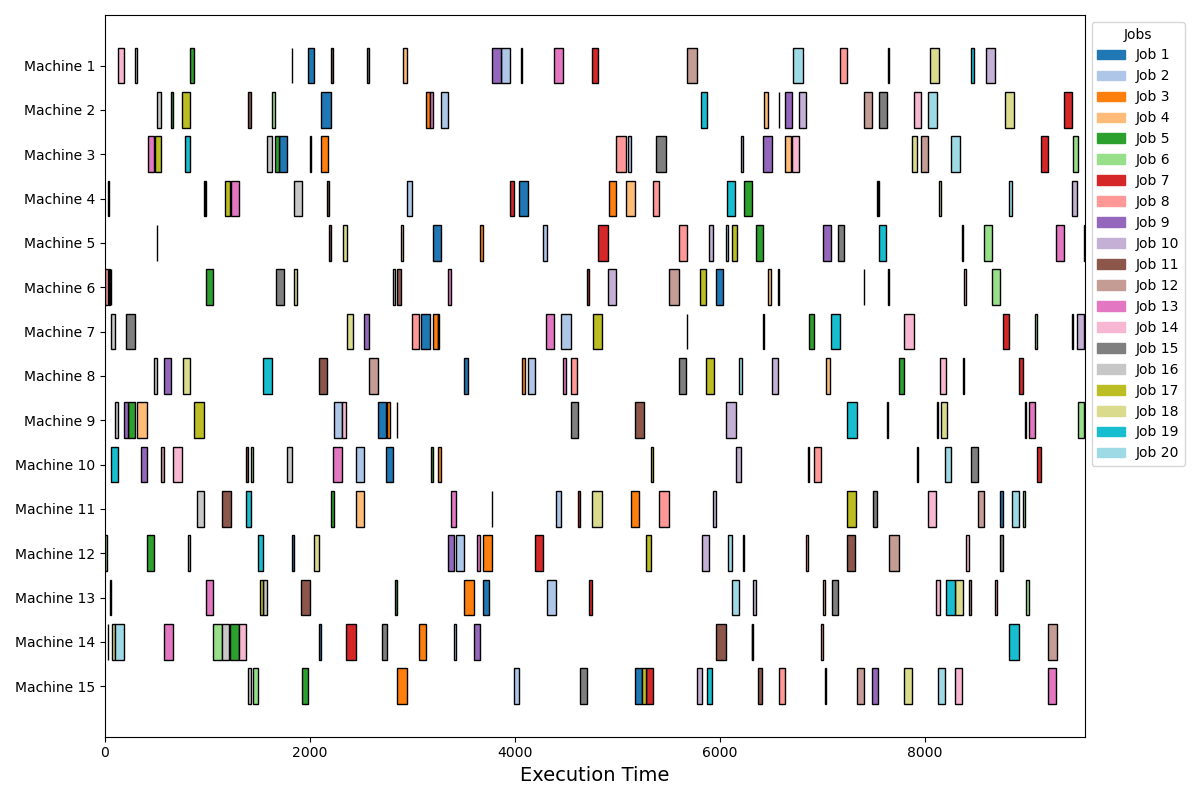 Machine 1
Machine 2
Machine 3
Machine 4
Machine 5
Machine 6
Machine 7
Machine 8
Machine 9
Machine 10
Machine 11
Machine 12
Machine 13
Machine 14
Machine 15
0 2000 4000 6000 8000
Execution Time
Jobs
Job 1
Job 2
Job 3
Job 4
Job 5
Job 6
Job 7
Job 8
Job 9
Job 10
Job 11
Job 12
Job 13
Job 14
Job 15
Job 16
Job 17
Job 18
Job 19
Job 20